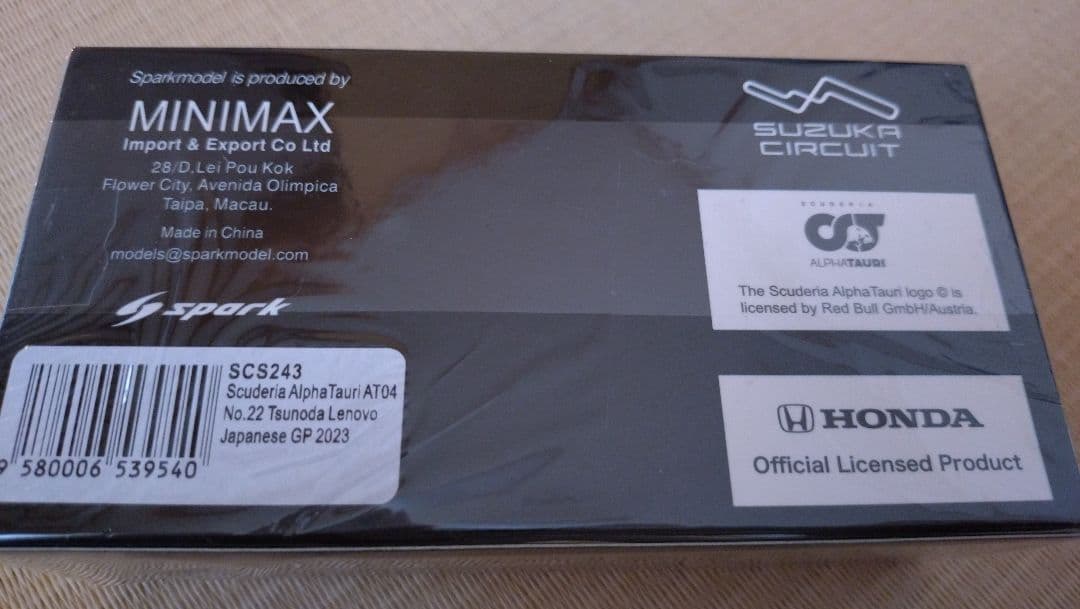 Sparkmodel is produced by
MINIMAX
Import & Export Co Ltd
28/D.Lei Pou Kok
Flower City, Avenida Olimpica
Taipa, Macau.
Made in China
models@sparkmodel.com
spark
SCS243
Scuderia AlphaTauri AT04
No.22 Tsunoda Lenovo
Japanese GP 2023
9 580006 539540
SUZUKA
CIRCUIT
SCUDERIA
ALPHATAURI
The Scuderia AlphaTauri logo © is
licensed by Red Bull GmbH/Austria.
HONDA
Official Licensed Product